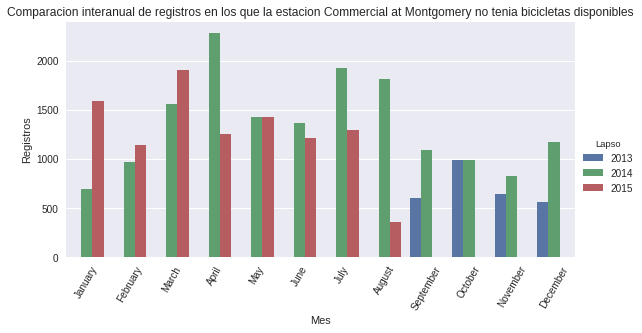 Comparacion interanual de registros en los que la estacion Commercial at Montgomery no tenia bicicletas disponibles
2000
1500
1000
500
0
Registros
January
February
March
April
May
June
July
August
September
October
November
December
Mes
Lapso
2013
2014
2015